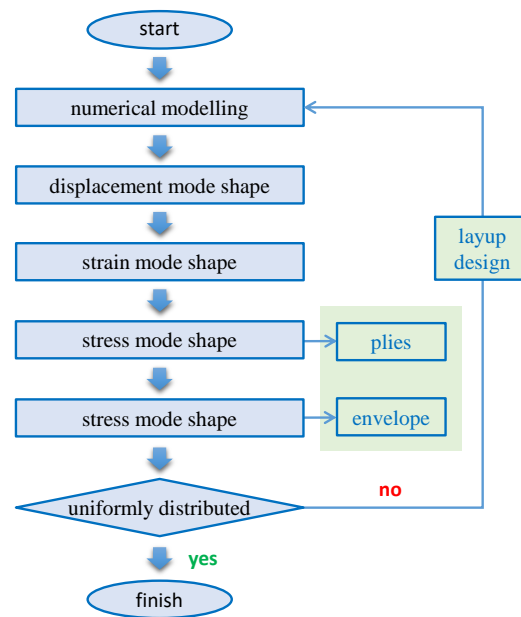 start
numerical modelling
displacement mode shape
layup
design
strain mode shape
stress mode shape
plies
stress mode shape
envelope
uniformly distributed
no
yes
finish